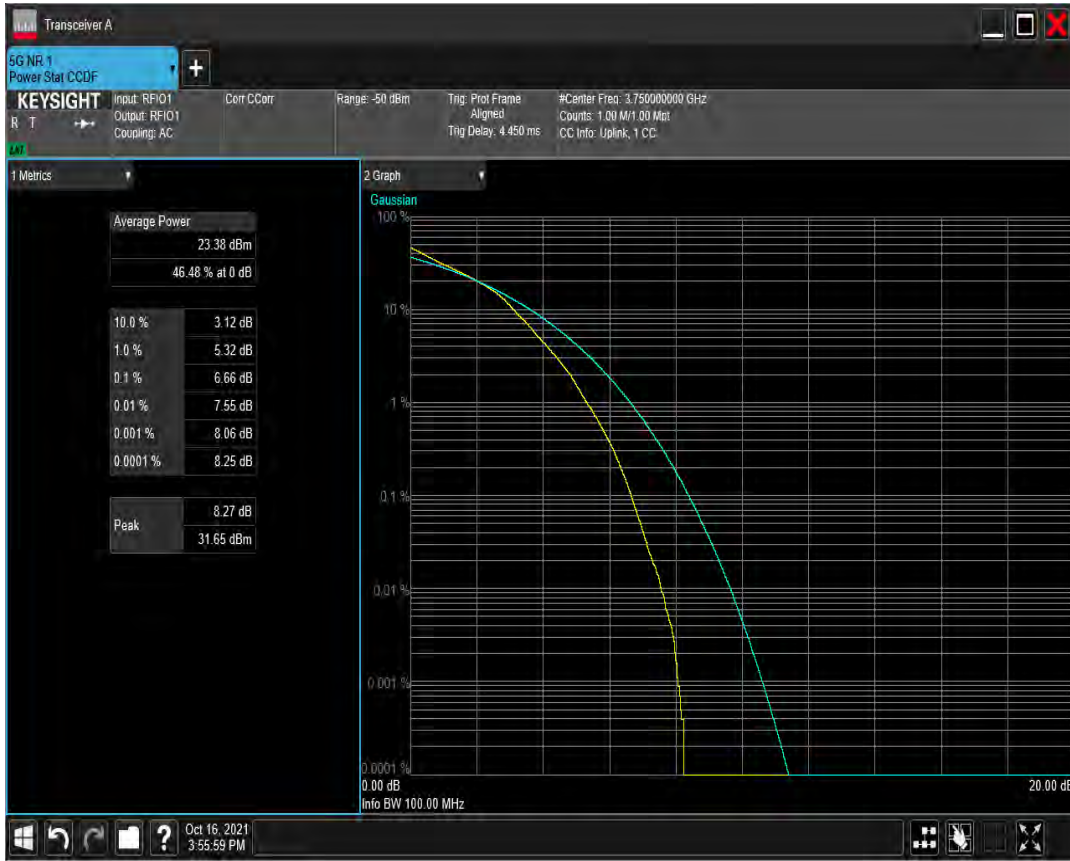 Transceiver A
5G NR 1
Power Stat CCDF
+
KEYSIGHT
R T
LXI
Input: RFIO1
Output: RFIO1
Coupling: AC
Corr CCorr
Range: -50 dBm
Trig: Prot Frame
Aligned
Trig Delay: 4.450 ms
#Center Freq: 3.750000000 GHz
Counts: 1.00 M/1.00 Mpt
CC Info: Uplink, 1 CC
1 Metrics
Average Power
23.38 dBm
46.48 % at 0 dB
10.0 % 3.12 dB
1.0 % 5.32 dB
0.1 % 6.66 dB
0.01 % 7.55 dB
0.001 % 8.06 dB
0.0001 % 8.25 dB
Peak 8.27 dB
31.65 dBm
2 Graph
Gaussian
100 %
10 %
1 %
0.1 %
0.01 %
0.001 %
0.0001 %
0.00 dB
20.00 dB
Info BW 100.00 MHz
?
Oct 16, 2021
3:55:59 PM